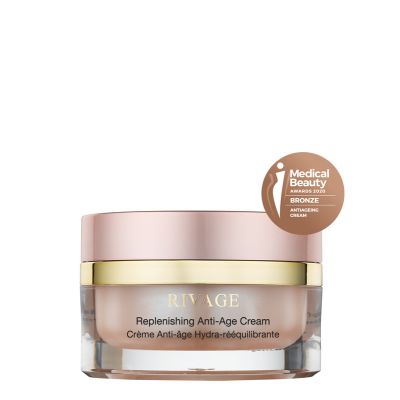 Medical
Beauty
AWARDS 2020
BRONZE
ANTIAGEING
CREAM
RIVAGE
Replenishing Anti-Age Cream
Crème Anti-âge Hydra-rééquilibrante